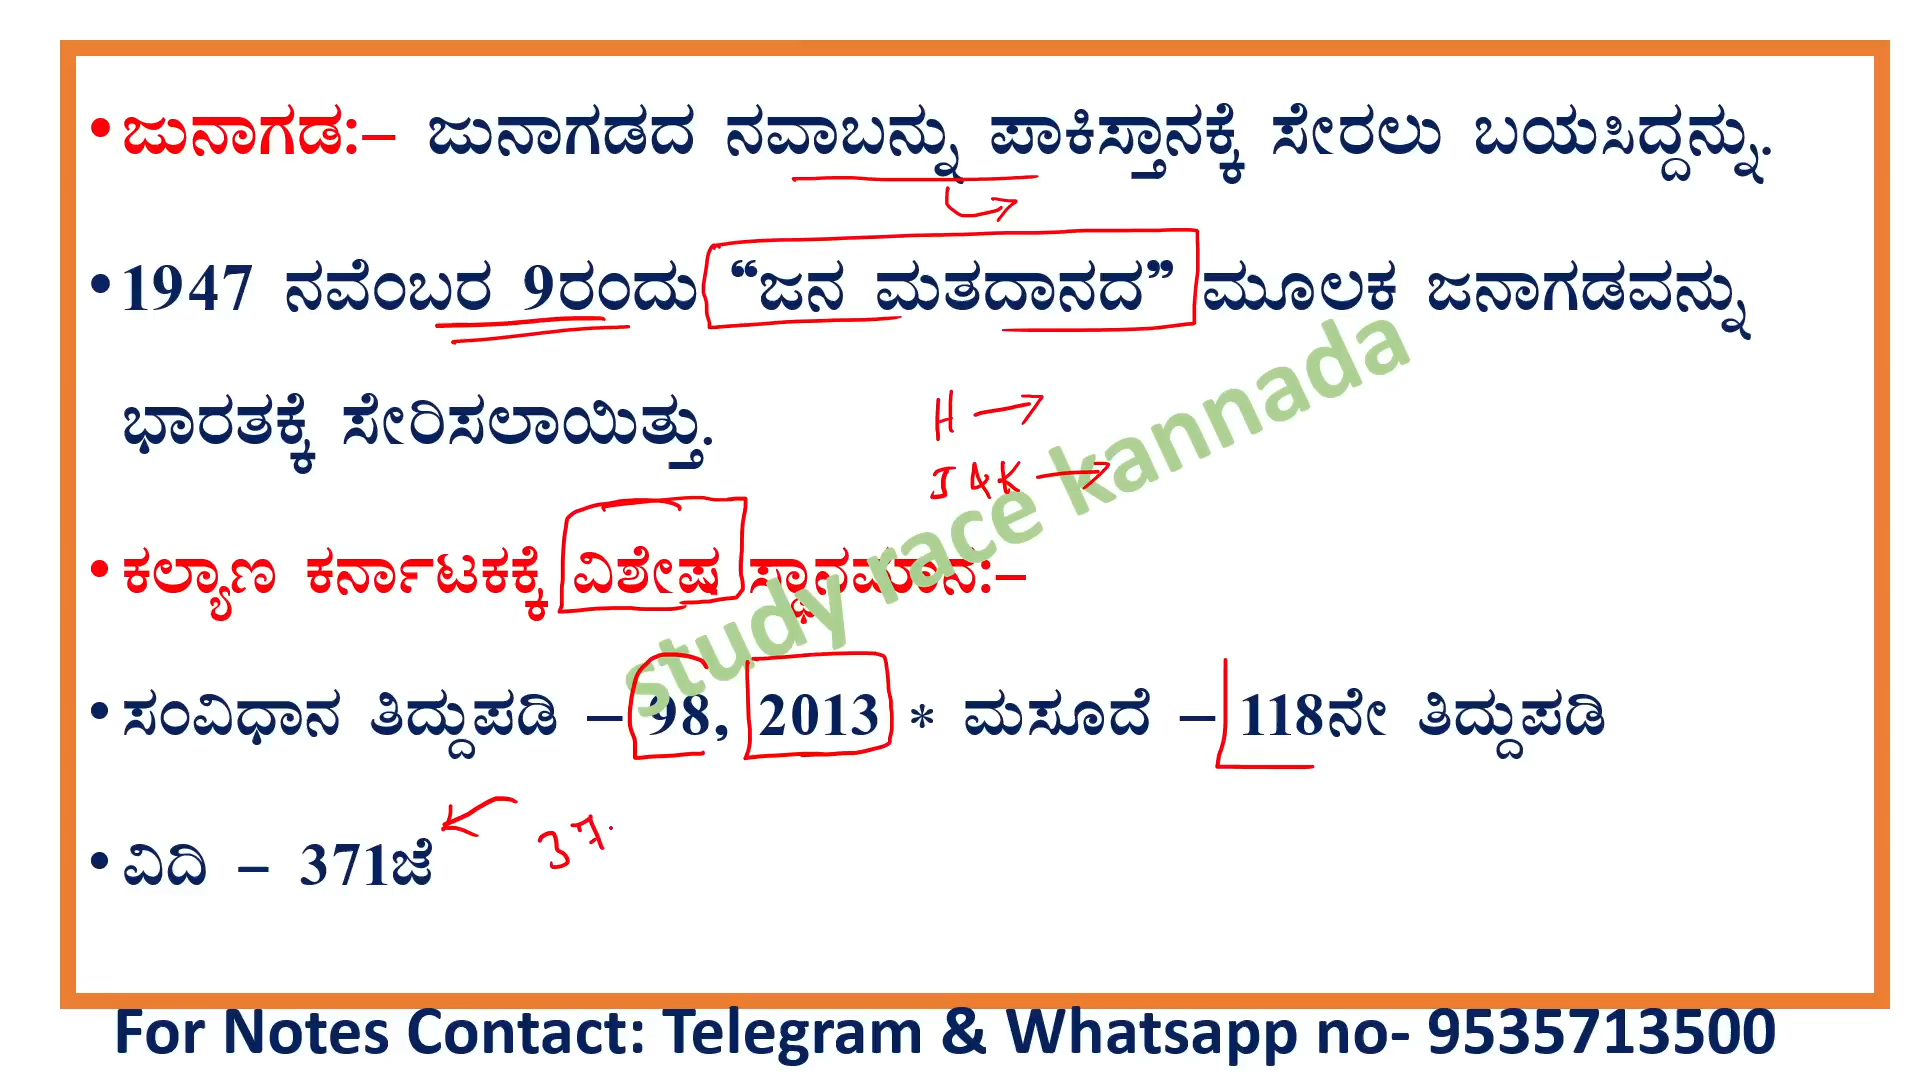 •ಜುನಾಗಡ:– ಜುನಾಗಡದ ನವಾಬನ್ನು ಪಾಕಿಸ್ತಾನಕ್ಕೆ ಸೇರಲು ಬಯಸಿದ್ದನ್ನು.
•1947 ನವೆಂಬರ 9ರಂದು “ಜನ ಮತದಾನದ” ಮೂಲಕ ಜನಾಗಡವನ್ನು
ಭಾರತಕ್ಕೆ ಸೇರಿಸಲಾಯಿತ್ತು.
H →
J&K →
•ಕಲ್ಯಾಣ ಕರ್ನಾಟಕಕ್ಕೆ ವಿಶೇಷ ಸ್ಥಾನಮಾನ:–
•ಸಂವಿಧಾನ ತಿದ್ದುಪಡಿ – 98, 2013 * ಮಸೂದೆ – 118ನೇ ತಿದ್ದುಪಡಿ
•ವಿದಿ – 371ಜೆ
37
study race kannada
For Notes Contact: Telegram & Whatsapp no- 9535713500